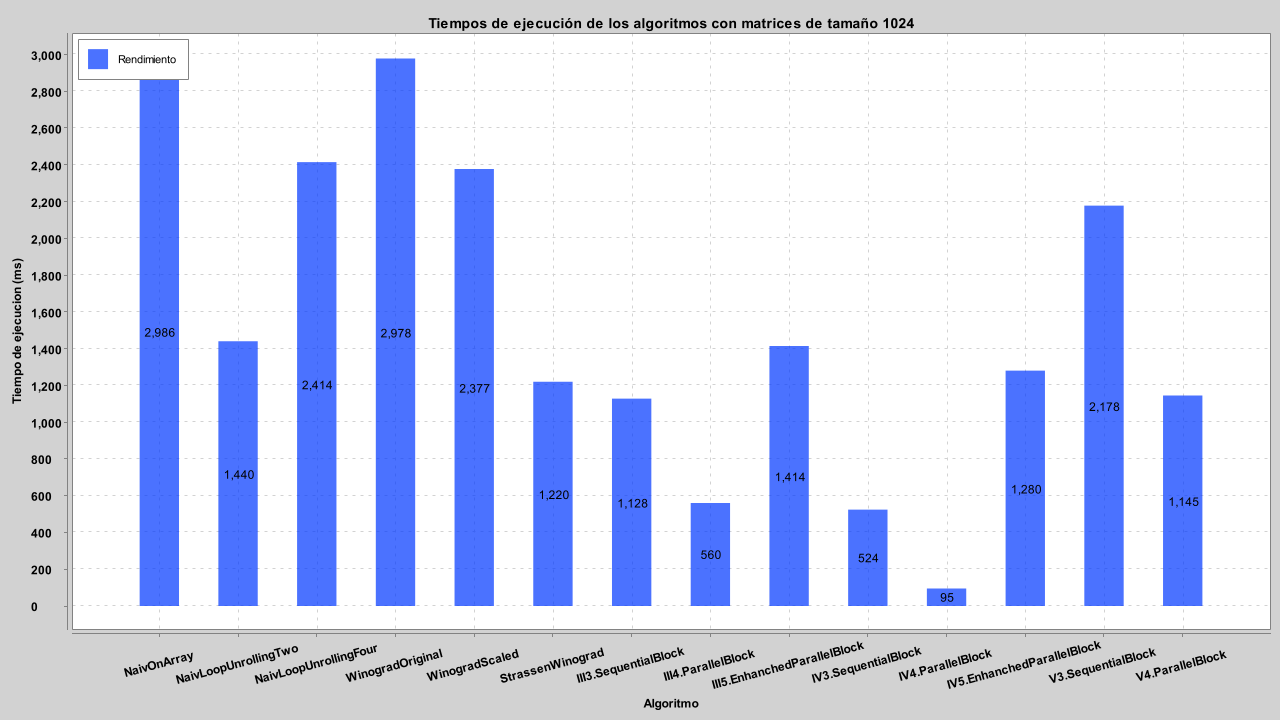 Tiempos de ejecución de los algoritmos con matrices de tamaño 1024
Rendimiento
Tiempo de ejecucion (ms)
3,000
2,800
2,600
2,400
2,200
2,000
1,800
1,600
1,400
1,200
1,000
800
600
400
200
0
2,986
1,440
2,414
2,978
2,377
1,220
1,128
560
1,414
524
95
1,280
2,178
1,145
NaivOnArray
NaivLoopUnrollingTwo
NaivLoopUnrollingFour
WinogradOriginal
WinogradScaled
StrassenWinograd
III3.SequentialBlock
III4.ParallelBlock
III5.EnhanchedParallelBlock
IV3.SequentialBlock
IV4.ParallelBlock
IV5.EnhanchedParallelBlock
V3.SequentialBlock
V4.ParallelBlock
Algoritmo